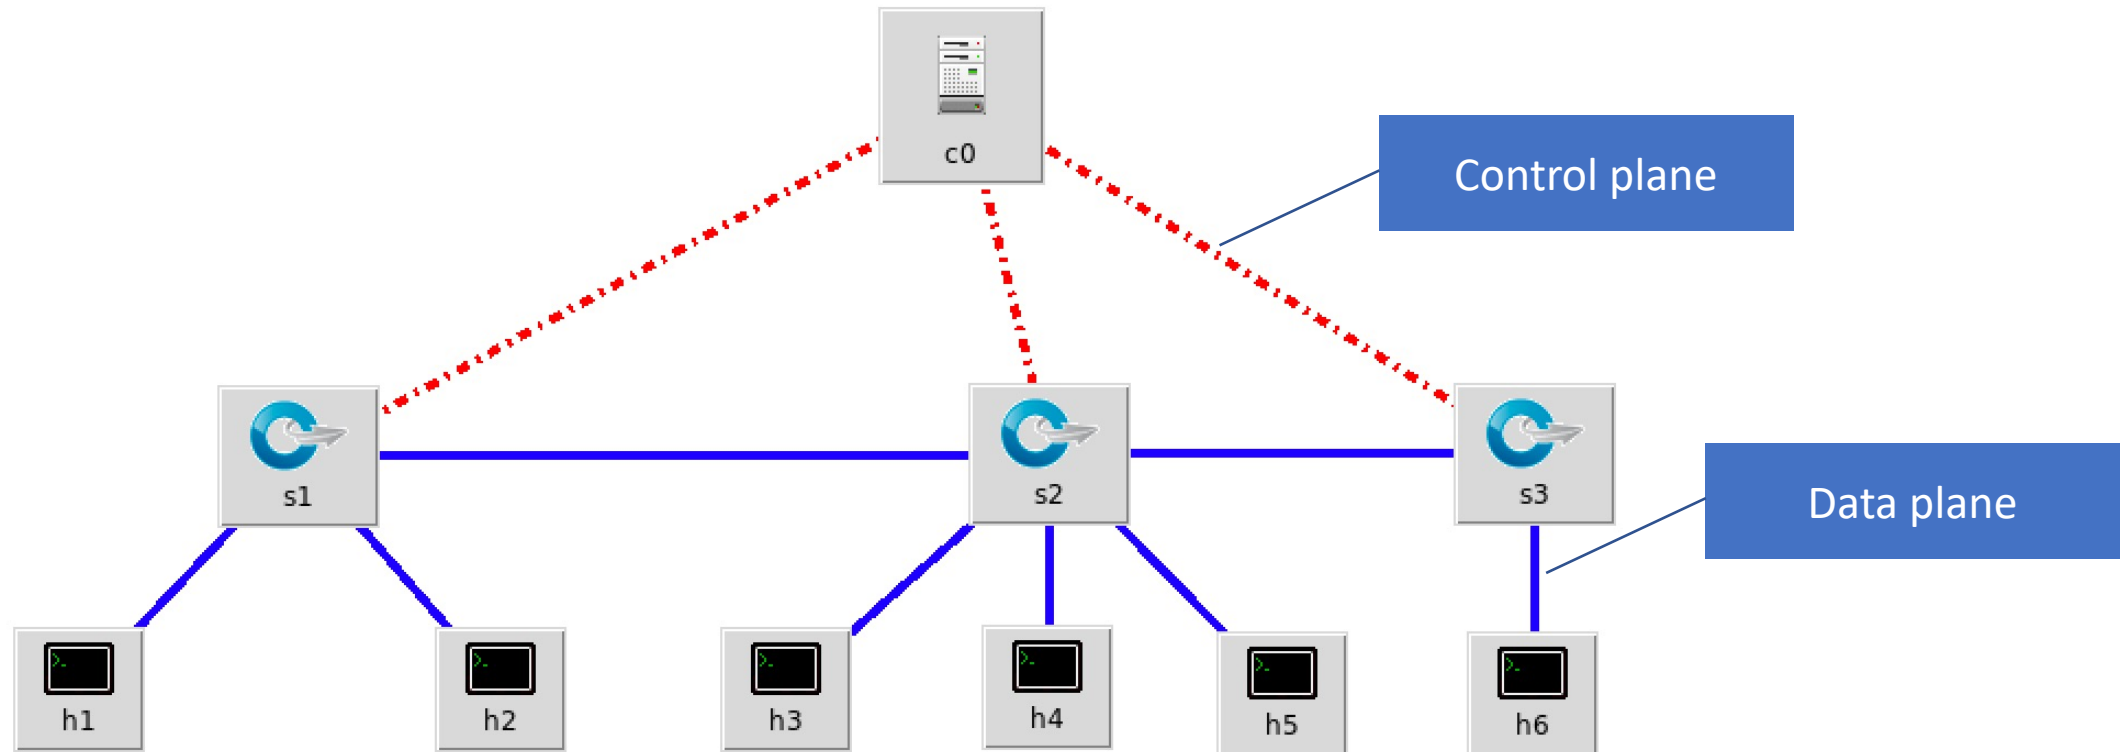 c0
Control plane
s1
s2
s3
Data plane
h1
h2
h3
h4
h5
h6